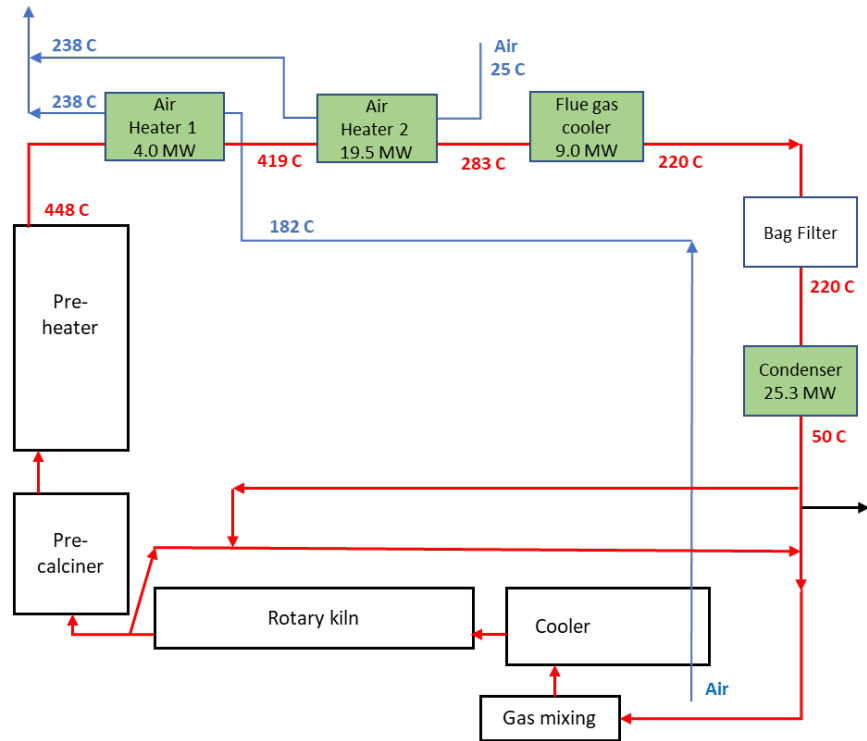 238 C
Air
25 C
238 C
Air
Heater 1
4.0 MW
Air
Heater 2
19.5 MW
Flue gas
cooler
9.0 MW
419 C
283 C
220 C
448 C
182 C
Bag Filter
Pre-
heater
220 C
Condenser
25.3 MW
50 C
Pre-
calciner
Rotary kiln
Cooler
Air
Gas mixing